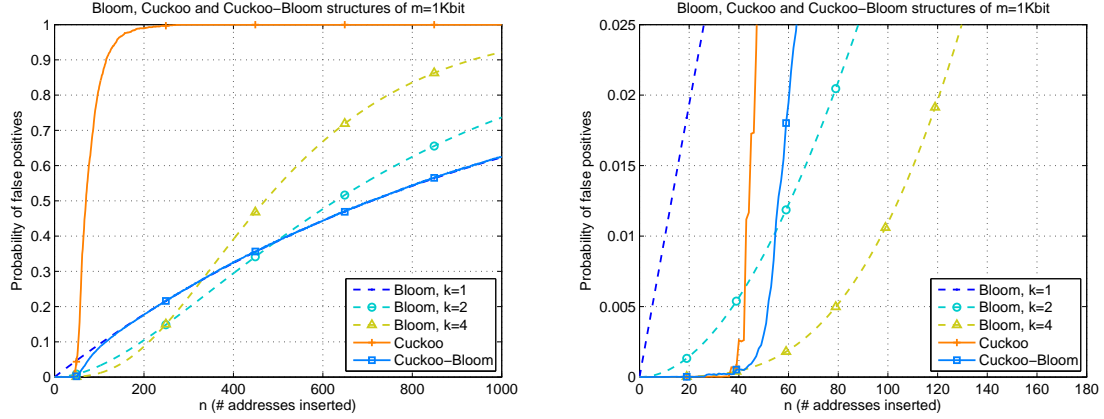 Bloom, Cuckoo and Cuckoo−Bloom structures of m=1Kbit
1
0.9
0.8
0.7
0.6
0.5
0.4
0.3
0.2
0.1
0
Probability of false positives
0 200 400 600 800 1000
n (# addresses inserted)
Bloom, k=1
Bloom, k=2
Bloom, k=4
Cuckoo
Cuckoo−Bloom
Bloom, Cuckoo and Cuckoo−Bloom structures of m=1Kbit
0.025
0.02
0.015
0.01
0.005
0
Probability of false positives
0 20 40 60 80 100 120 140 160 180
n (# addresses inserted)
Bloom, k=1
Bloom, k=2
Bloom, k=4
Cuckoo
Cuckoo−Bloom